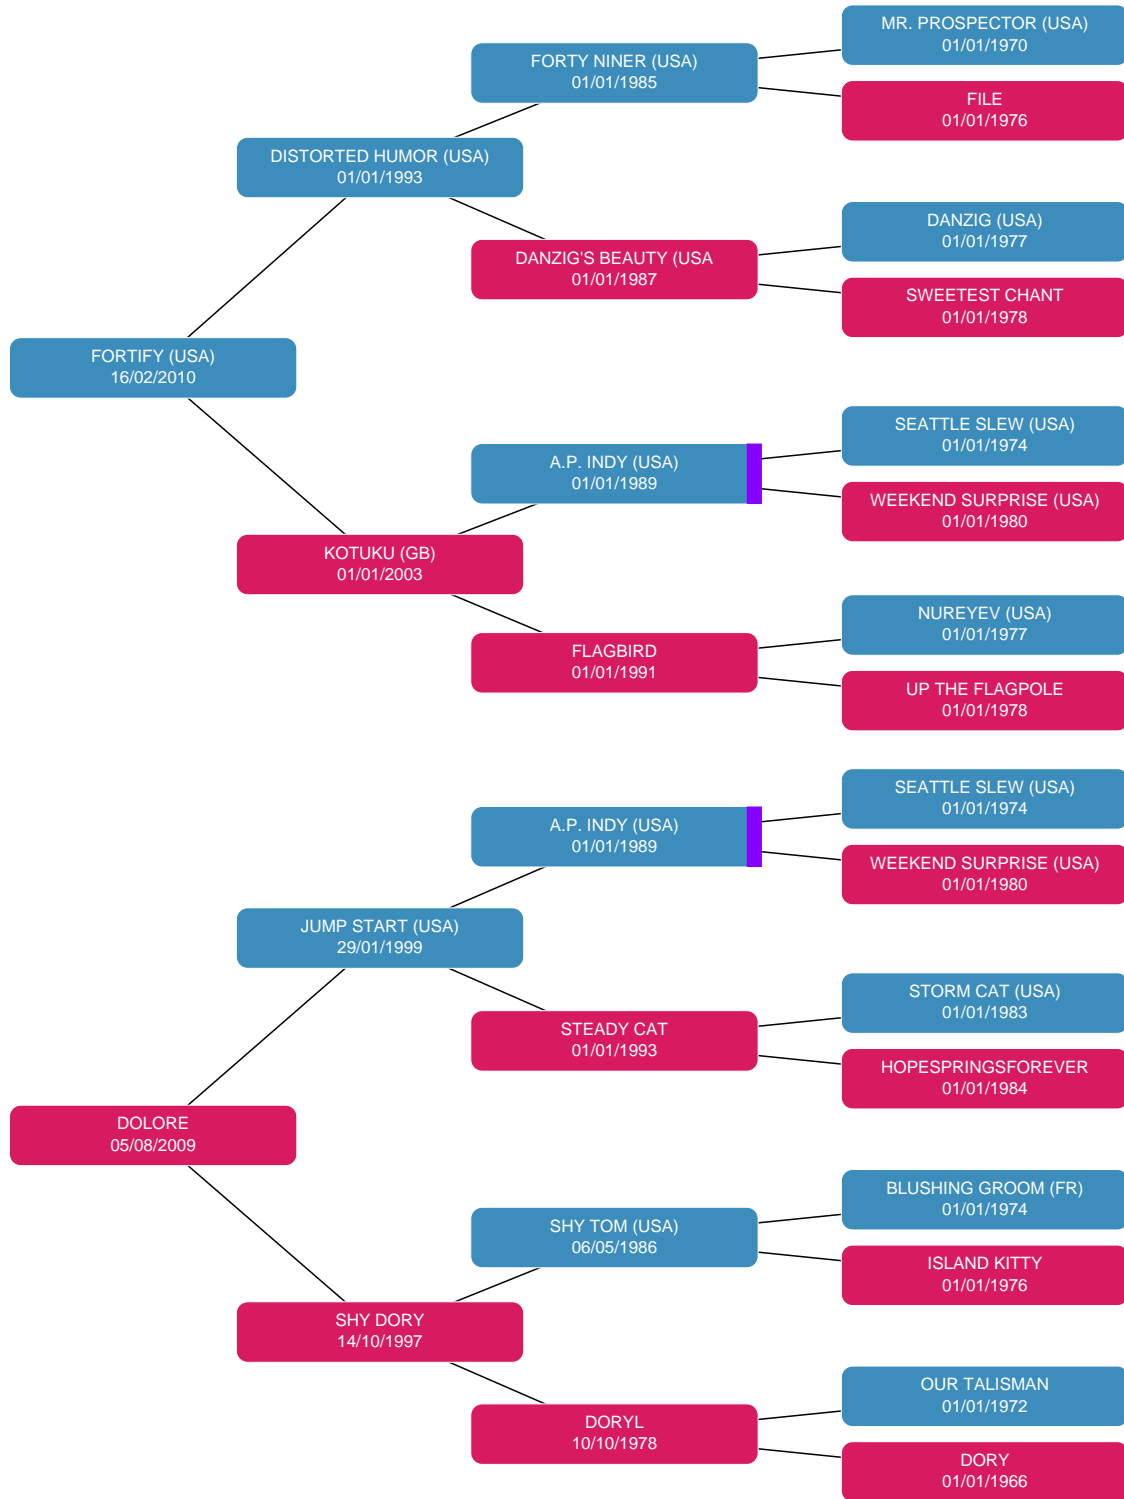 MR. PROSPECTOR (USA)
01/01/1970
FORTY NINER (USA)
01/01/1985
FILE
01/01/1976
DISTORTED HUMOR (USA)
01/01/1993
DANZIG (USA)
01/01/1977
DANZIG'S BEAUTY (USA
01/01/1987
SWEETEST CHANT
01/01/1978
FORTIFY (USA)
16/02/2010
SEATTLE SLEW (USA)
01/01/1974
A.P. INDY (USA)
01/01/1989
WEEKEND SURPRISE (USA)
01/01/1980
KOTUKU (GB)
01/01/2003
NUREYEV (USA)
01/01/1977
FLAGBIRD
01/01/1991
UP THE FLAGPOLE
01/01/1978
SEATTLE SLEW (USA)
01/01/1974
A.P. INDY (USA)
01/01/1989
WEEKEND SURPRISE (USA)
01/01/1980
JUMP START (USA)
29/01/1999
STORM CAT (USA)
01/01/1983
STEADY CAT
01/01/1993
HOPESPRINGSFOREVER
01/01/1984
DOLORE
05/08/2009
BLUSHING GROOM (FR)
01/01/1974
SHY TOM (USA)
06/05/1986
ISLAND KITTY
01/01/1976
SHY DORY
14/10/1997
OUR TALISMAN
01/01/1972
DORYL
10/10/1978
DORY
01/01/1966